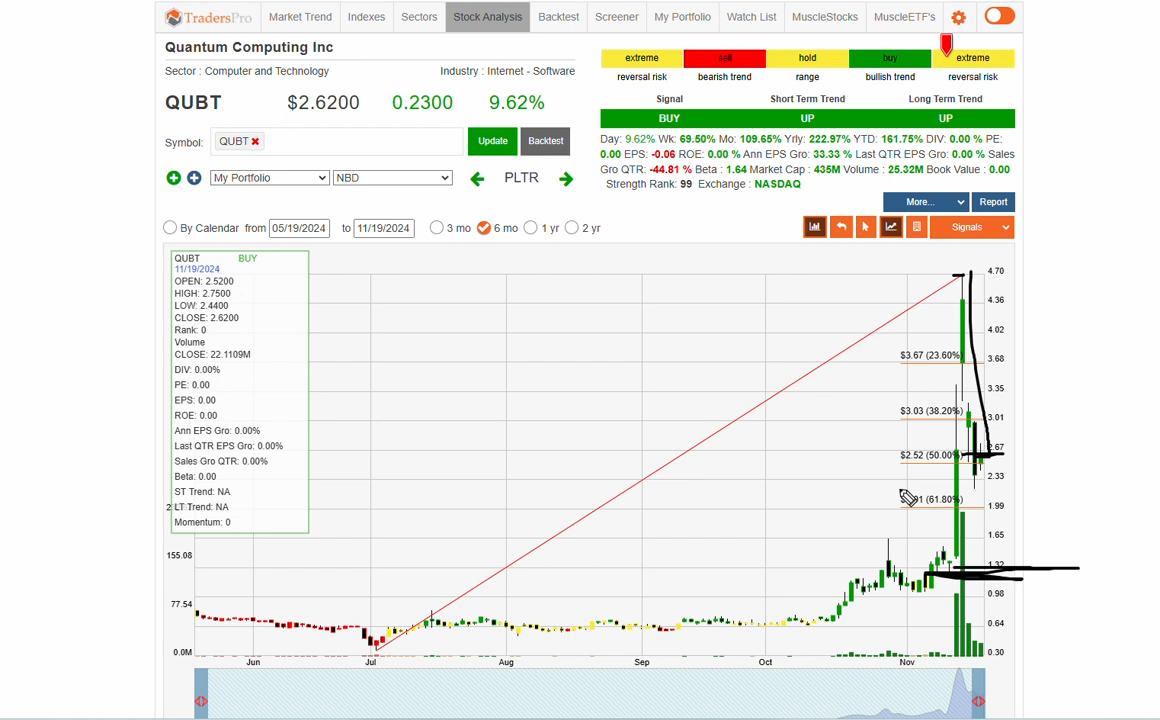 TradersPro Market Trend Indexes Sectors Stock Analysis Backtest Screener My Portfolio Watch List MuscleStocks MuscleETF's
Quantum Computing Inc
Sector : Computer and Technology Industry : Internet - Software
QUBT $2.6200 0.2300 9.62%
Symbol: QUBT Update Backtest
My Portfolio NBD PLTR
extreme sell hold buy extreme
reversal risk bearish trend range bullish trend reversal risk
Signal Short Term Trend Long Term Trend
BUY UP UP
Day: 9.62% Wk: 69.50% Mo: 109.65% Yrly: 222.97% YTD: 161.75% DIV: 0.00 % PE:
0.00 EPS: -0.06 ROE: 0.00 % Ann EPS Gro: 33.33 % Last QTR EPS Gro: 0.00 % Sales
Gro QTR: -44.81 % Beta : 1.64 Market Cap : 435M Volume : 25.32M Book Value : 0.00
Strength Rank: 99 Exchange : NASDAQ
More... Report
By Calendar from 05/19/2024 to 11/19/2024 3 mo 6 mo 1 yr 2 yr Signals
QUBT BUY
11/19/2024
OPEN: 2.5200
HIGH: 2.7500
LOW: 2.4400
CLOSE: 2.6200
Rank: 0
Volume
CLOSE: 22.1109M
DIV: 0.00%
PE: 0.00
EPS: 0.00
ROE: 0.00
Ann EPS Gro: 0.00%
Last QTR EPS Gro: 0.00%
Sales Gro QTR: 0.00%
Beta: 0.00
ST Trend: NA
LT Trend: NA
Momentum: 0
155.08
77.54
0.0M
$3.67 (23.60%)
$3.03 (38.20%)
$2.52 (50.00%)
(61.80%)
4.70
4.36
4.02
3.68
3.35
3.01
2.67
2.33
1.99
1.65
1.32
0.98
0.64
0.30
Jun Jul Aug Sep Oct Nov